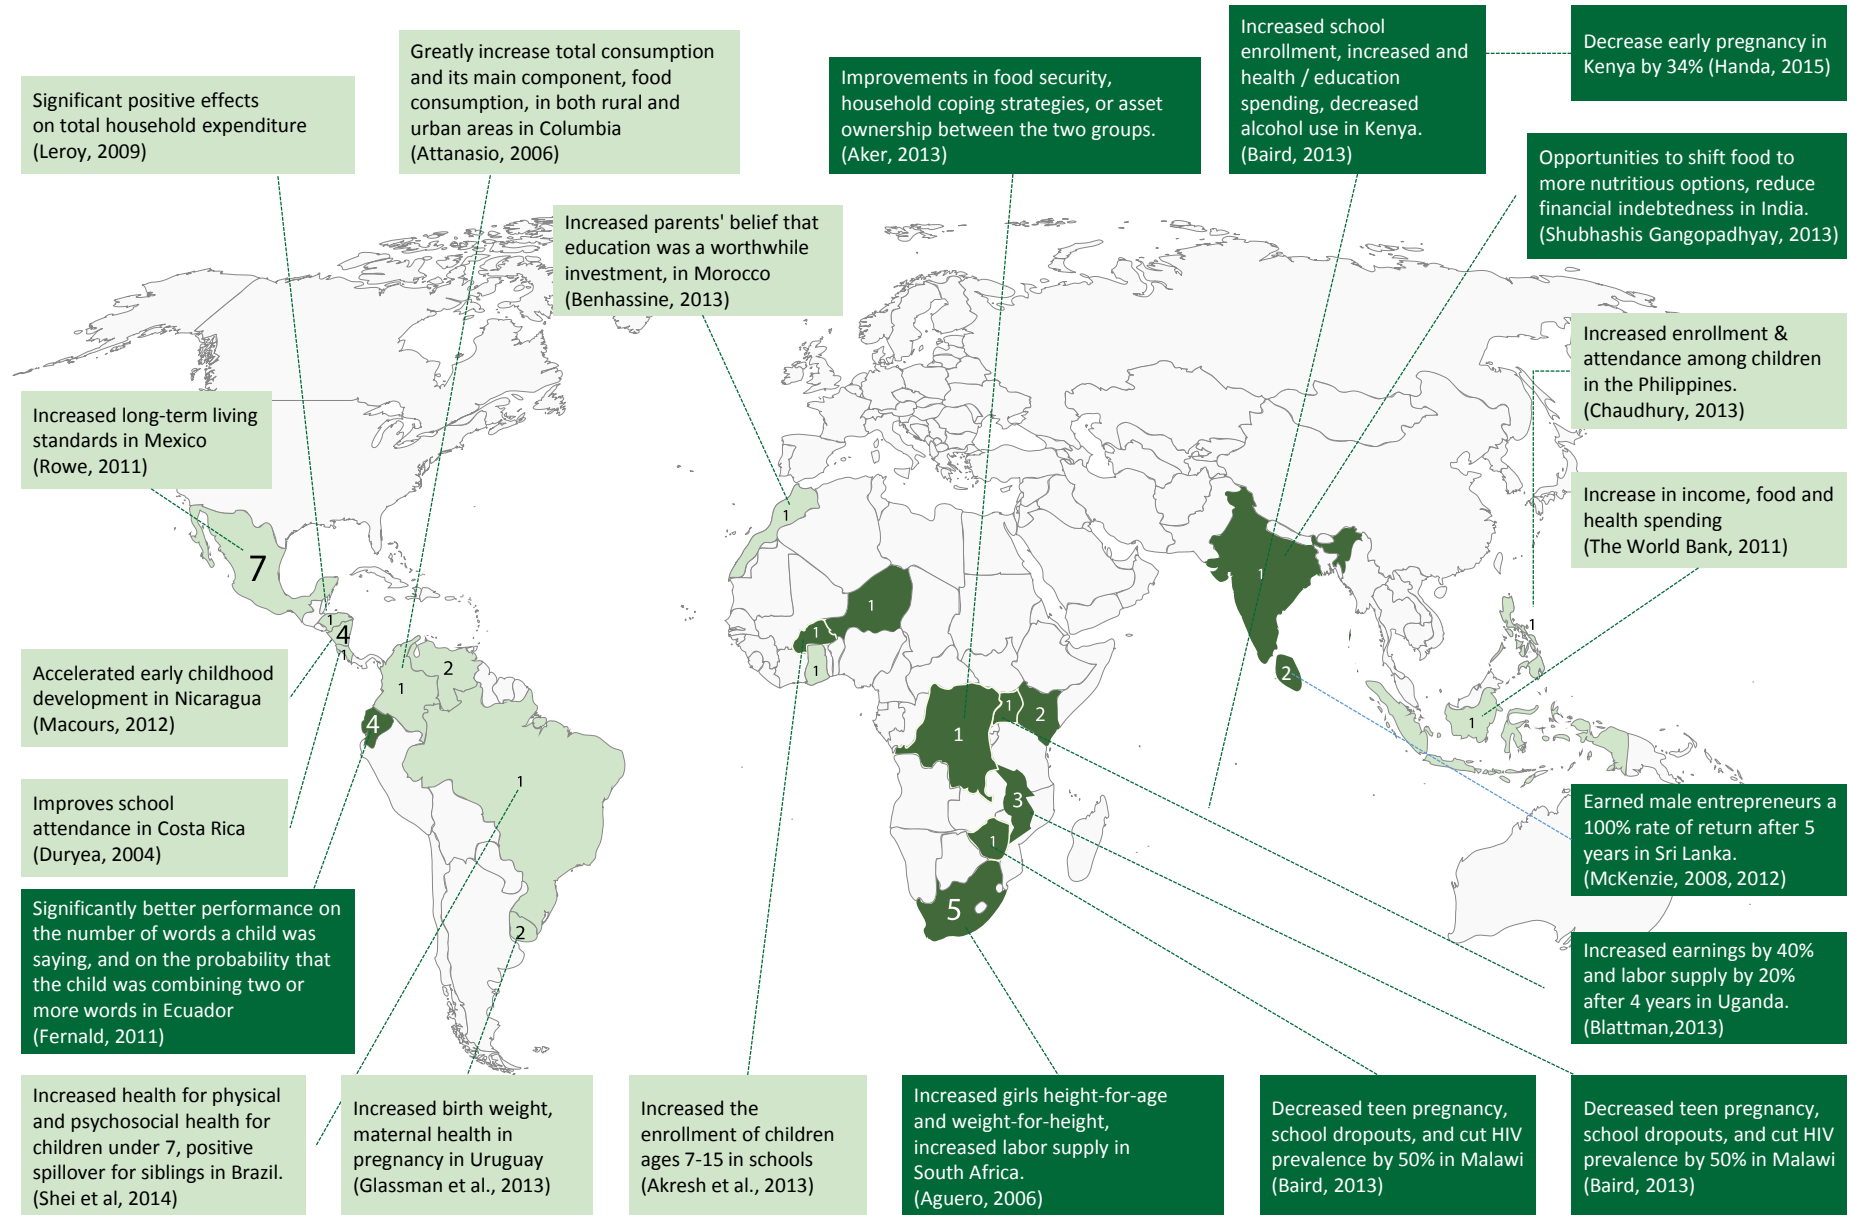 Increased school
enrollment, increased and
health / education
spending, decreased
alcohol use in Kenya.
(Baird, 2013)
Decrease early pregnancy in
Kenya by 34% (Handa, 2015)
Greatly increase total consumption
and its main component, food
consumption, in both rural and
urban areas in Columbia
(Attanasio, 2006)
Improvements in food security,
household coping strategies, or asset
ownership between the two groups.
(Aker, 2013)
Significant positive effects
on total household expenditure
(Leroy, 2009)
Opportunities to shift food to
more nutritious options, reduce
financial indebtedness in India.
(Shubhashis Gangopadhyay, 2013)
Increased parents' belief that
education was a worthwhile
investment, in Morocco
(Benhassine, 2013)
Increased enrollment &
attendance among children
in the Philippines.
(Chaudhury, 2013)
Increased long-term living
standards in Mexico
(Rowe, 2011)
Increase in income, food and
health spending
(The World Bank, 2011)
1
7
1
1
1
1
1
4
1
1
1
2
1
2
Accelerated early childhood
development in Nicaragua
(Macours, 2012)
1
4
1
2
1
1
1
3
1
5
2
Improves school
attendance in Costa Rica
(Duryea, 2004)
Earned male entrepreneurs a
100% rate of return after 5
years in Sri Lanka.
(McKenzie, 2008, 2012)
Significantly better performance on
the number of words a child was
saying, and on the probability that
the child was combining two or
more words in Ecuador
(Fernald, 2011)
Increased earnings by 40%
and labor supply by 20%
after 4 years in Uganda.
(Blattman,2013)
Increased health for physical
and psychosocial health for
children under 7, positive
spillover for siblings in Brazil.
(Shei et al, 2014)
Increased birth weight,
maternal health in
pregnancy in Uruguay
(Glassman et al., 2013)
Increased the
enrollment of children
ages 7-15 in schools
(Akresh et al., 2013)
Increased girls height-for-age
and weight-for-height,
increased labor supply in
South Africa.
(Aguero, 2006)
Decreased teen pregnancy,
school dropouts, and cut HIV
prevalence by 50% in Malawi
(Baird, 2013)
Decreased teen pregnancy,
school dropouts, and cut HIV
prevalence by 50% in Malawi
(Baird, 2013)